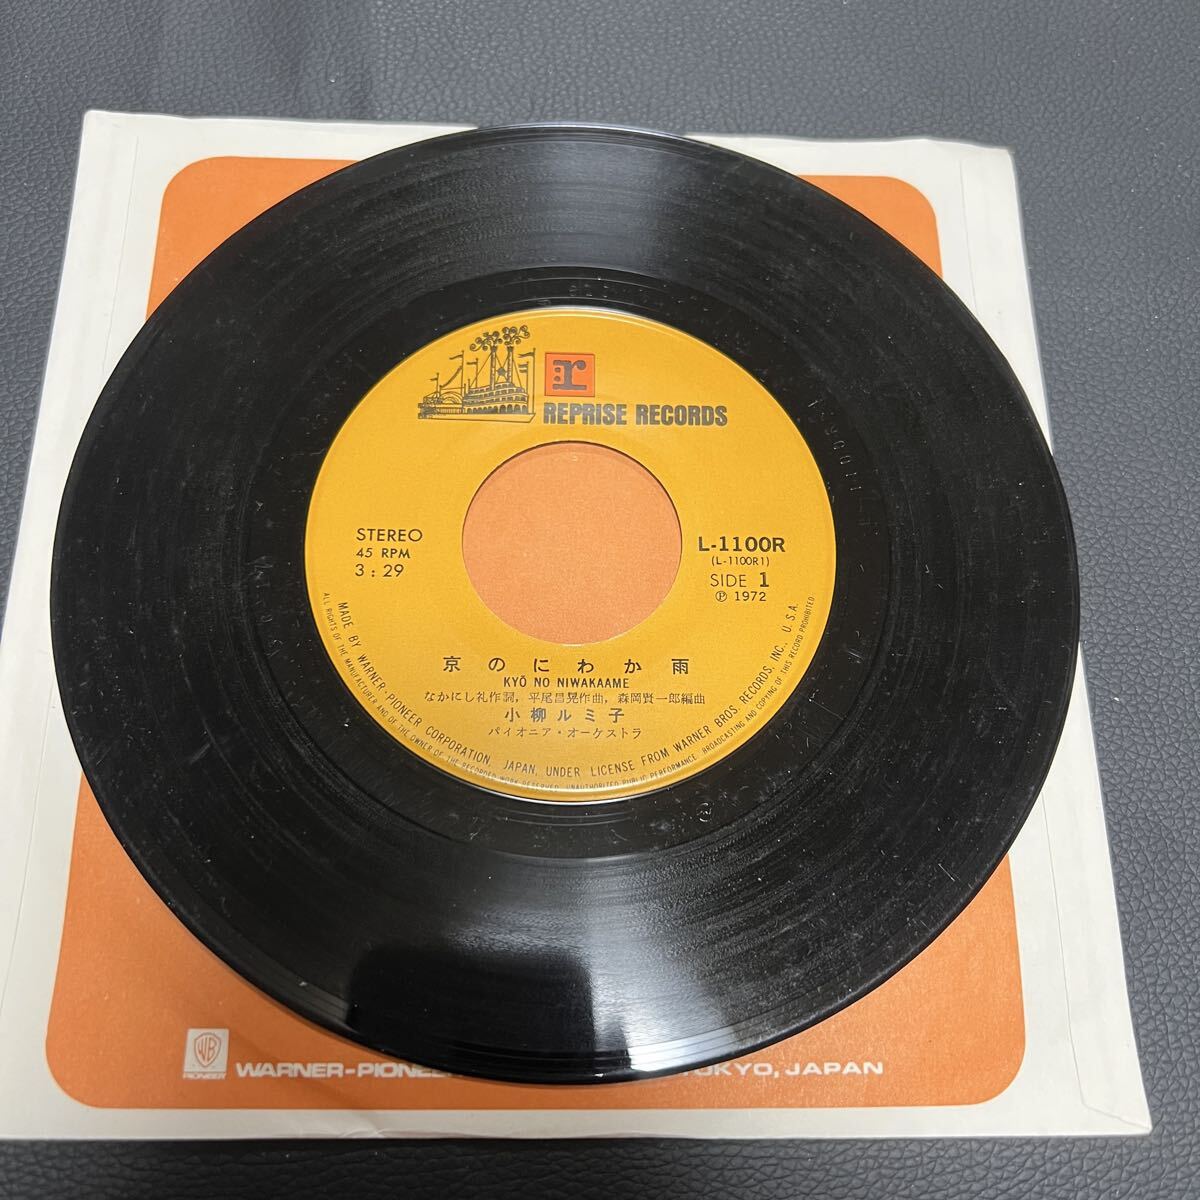 r
REPRISE RECORDS
STEREO
45 RPM
3 : 29
L-1100R
(L-1100R1)
SIDE 1
Ⓟ 1972
京のにわか雨
KYŌ NO NIWAKAAME
なかにし礼作詞, 平尾昌晃作曲, 森岡賢一郎編曲
小柳ルミ子
パイオニア・オーケストラ
MADE BY WARNER-PIONEER CORPORATION, JAPAN, UNDER LICENSE FROM WARNER BROS. RECORDS, INC., U.S.A.
ALL RIGHTS OF THE MANUFACTURER AND OF THE OWNER OF THE RECORDED WORK RESERVED. UNAUTHORIZED PUBLIC PERFORMANCE, BROADCASTING AND COPYING OF THIS RECORD PROHIBITED
WB
PIONEER
WARNER-PIONEE TOKYO, JAPAN